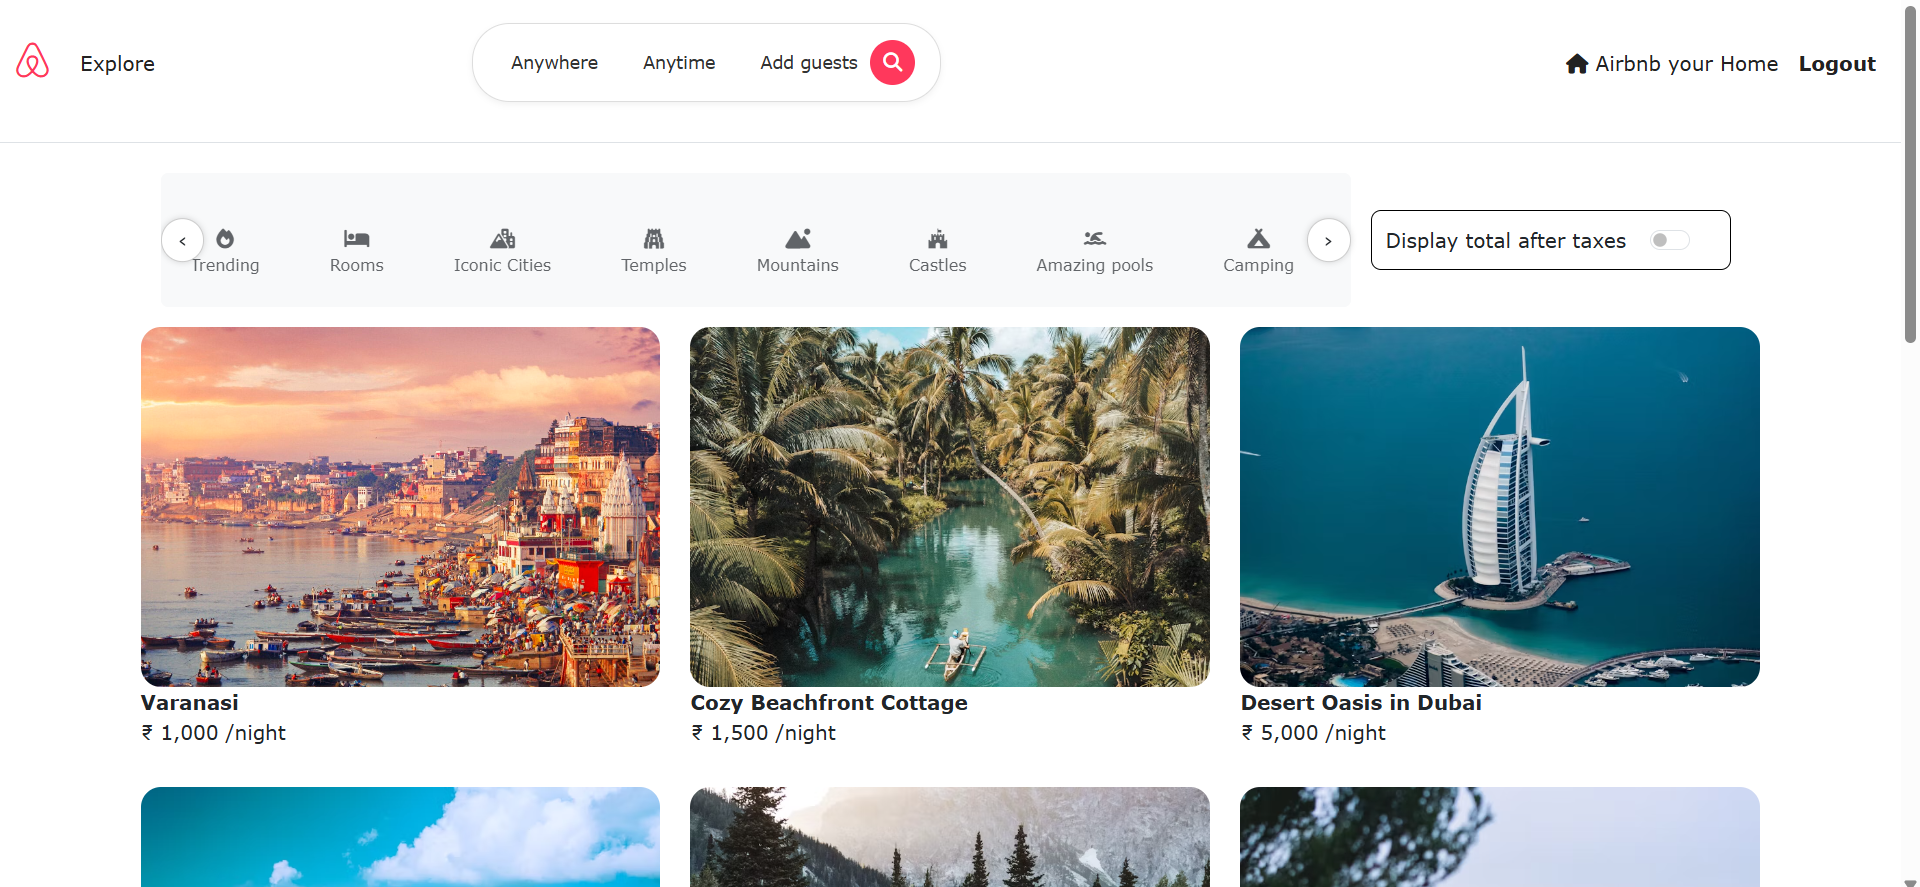 Explore
Anywhere Anytime Add guests
Airbnb your Home Logout
< Trending Rooms Iconic Cities Temples Mountains Castles Amazing pools Camping >
Display total after taxes
Varanasi
₹ 1,000 /night
Cozy Beachfront Cottage
₹ 1,500 /night
Desert Oasis in Dubai
₹ 5,000 /night